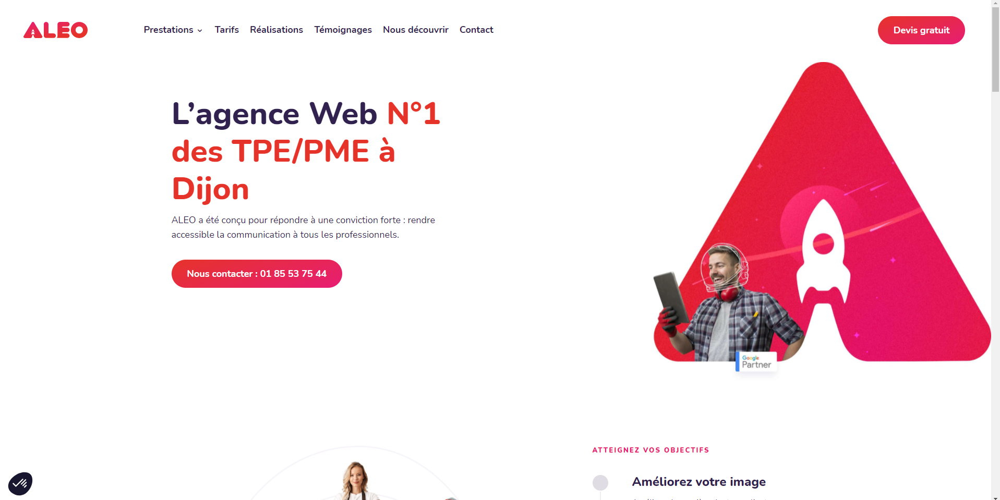 ALEO
Prestations
Tarifs
Réalisations
Témoignages
Nous découvrir
Contact
Devis gratuit
L’agence Web N°1
des TPE/PME à
Dijon
ALEO a été conçu pour répondre à une conviction forte : rendre
accessible la communication à tous les professionnels.
Nous contacter : 01 85 53 75 44
Google
Partner
ATTEIGNEZ VOS OBJECTIFS
Améliorez votre image